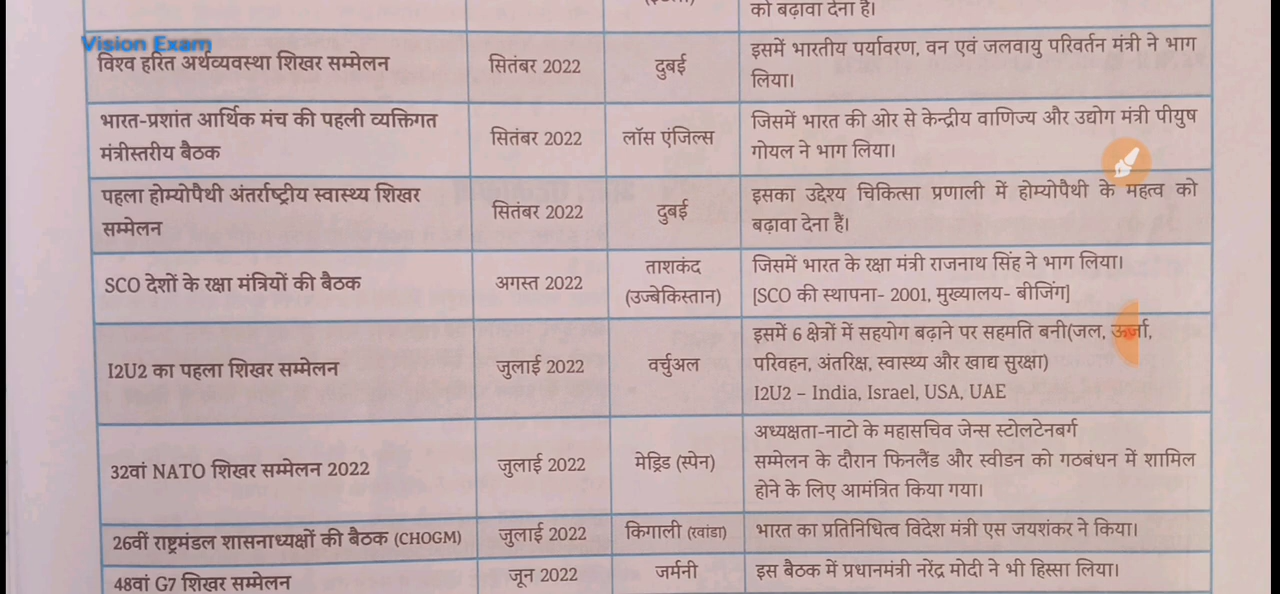 को बढ़ावा देना है।
Vision Exam
विश्व हरित अर्थव्यवस्था शिखर सम्मेलन
सितंबर 2022
दुबई
इसमें भारतीय पर्यावरण, वन एवं जलवायु परिवर्तन मंत्री ने भाग
लिया।
भारत-प्रशांत आर्थिक मंच की पहली व्यक्तिगत
मंत्रीस्तरीय बैठक
सितंबर 2022
लॉस एंजिल्स
जिसमें भारत की ओर से केन्द्रीय वाणिज्य और उद्योग मंत्री पीयुष
गोयल ने भाग लिया।
पहला होम्योपैथी अंतर्राष्ट्रीय स्वास्थ्य शिखर
सम्मेलन
सितंबर 2022
दुबई
इसका उद्देश्य चिकित्सा प्रणाली में होम्योपैथी के महत्व को
बढ़ावा देना हैं।
SCO देशों के रक्षा मंत्रियों की बैठक
अगस्त 2022
ताशकंद
(उज्बेकिस्तान)
जिसमें भारत के रक्षा मंत्री राजनाथ सिंह ने भाग लिया।
[SCO की स्थापना- 2001, मुख्यालय- बीजिंग]
I2U2 का पहला शिखर सम्मेलन
जुलाई 2022
वर्चुअल
इसमें 6 क्षेत्रों में सहयोग बढ़ाने पर सहमति बनी(जल, ऊर्जा,
परिवहन, अंतरिक्ष, स्वास्थ्य और खाद्य सुरक्षा)
I2U2 – India, Israel, USA, UAE
32वां NATO शिखर सम्मेलन 2022
जुलाई 2022
मेड्रिड (स्पेन)
अध्यक्षता-नाटो के महासचिव जेन्स स्टोलटेनबर्ग
सम्मेलन के दौरान फिनलैंड और स्वीडन को गठबंधन में शामिल
होने के लिए आमंत्रित किया गया।
26वीं राष्ट्रमंडल शासनाध्यक्षों की बैठक (CHOGM)
जुलाई 2022
किगाली (रवांडा)
भारत का प्रतिनिधित्व विदेश मंत्री एस जयशंकर ने किया।
48वां G7 शिखर सम्मेलन
जून 2022
जर्मनी
इस बैठक में प्रधानमंत्री नरेंद्र मोदी ने भी हिस्सा लिया।